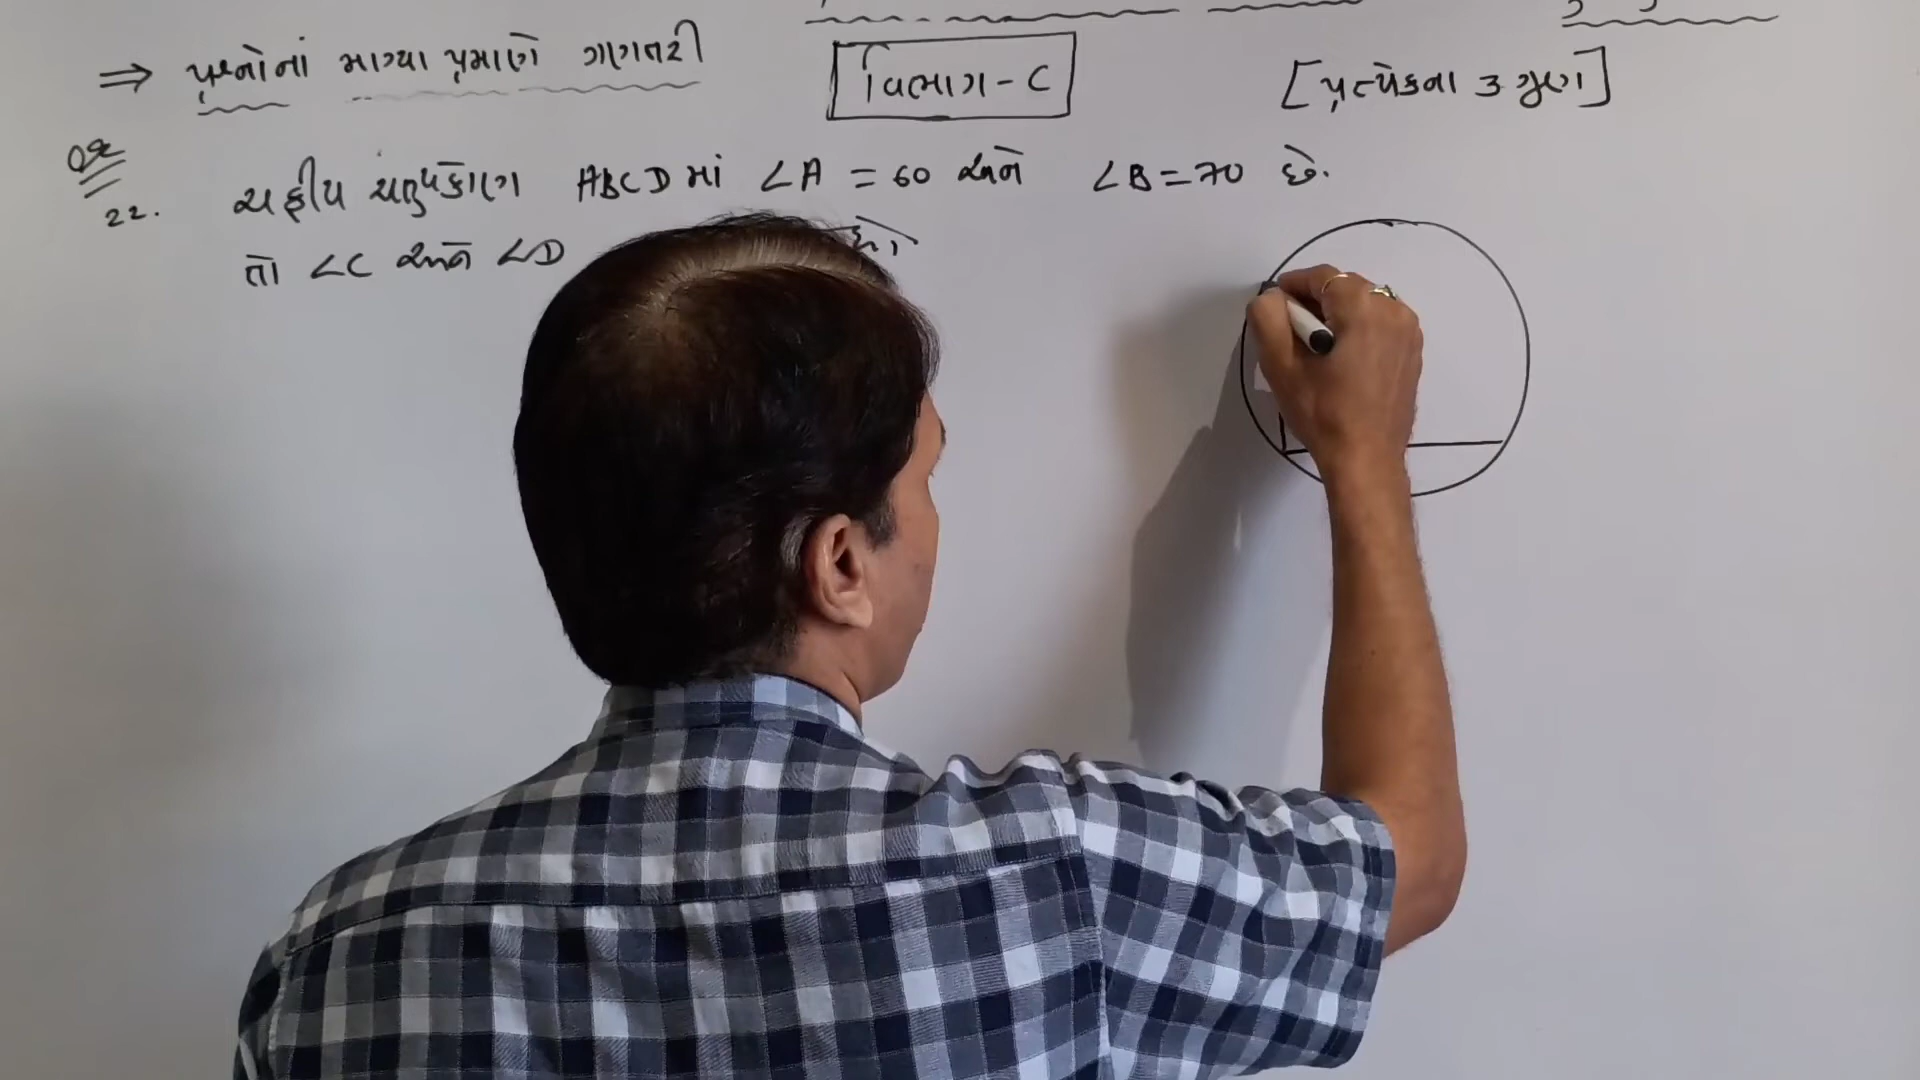 ⇒ પ્રશ્નોનાં માગ્યા પ્રમાણે ગણતરી
વિભાગ-C
[પ્રત્યેકના 3 ગુણ]
22. ચક્રીય ચતુષ્કોણ ABCD માં ∠A = 60 અને ∠B = 70 છે.
તો ∠C અને ∠D